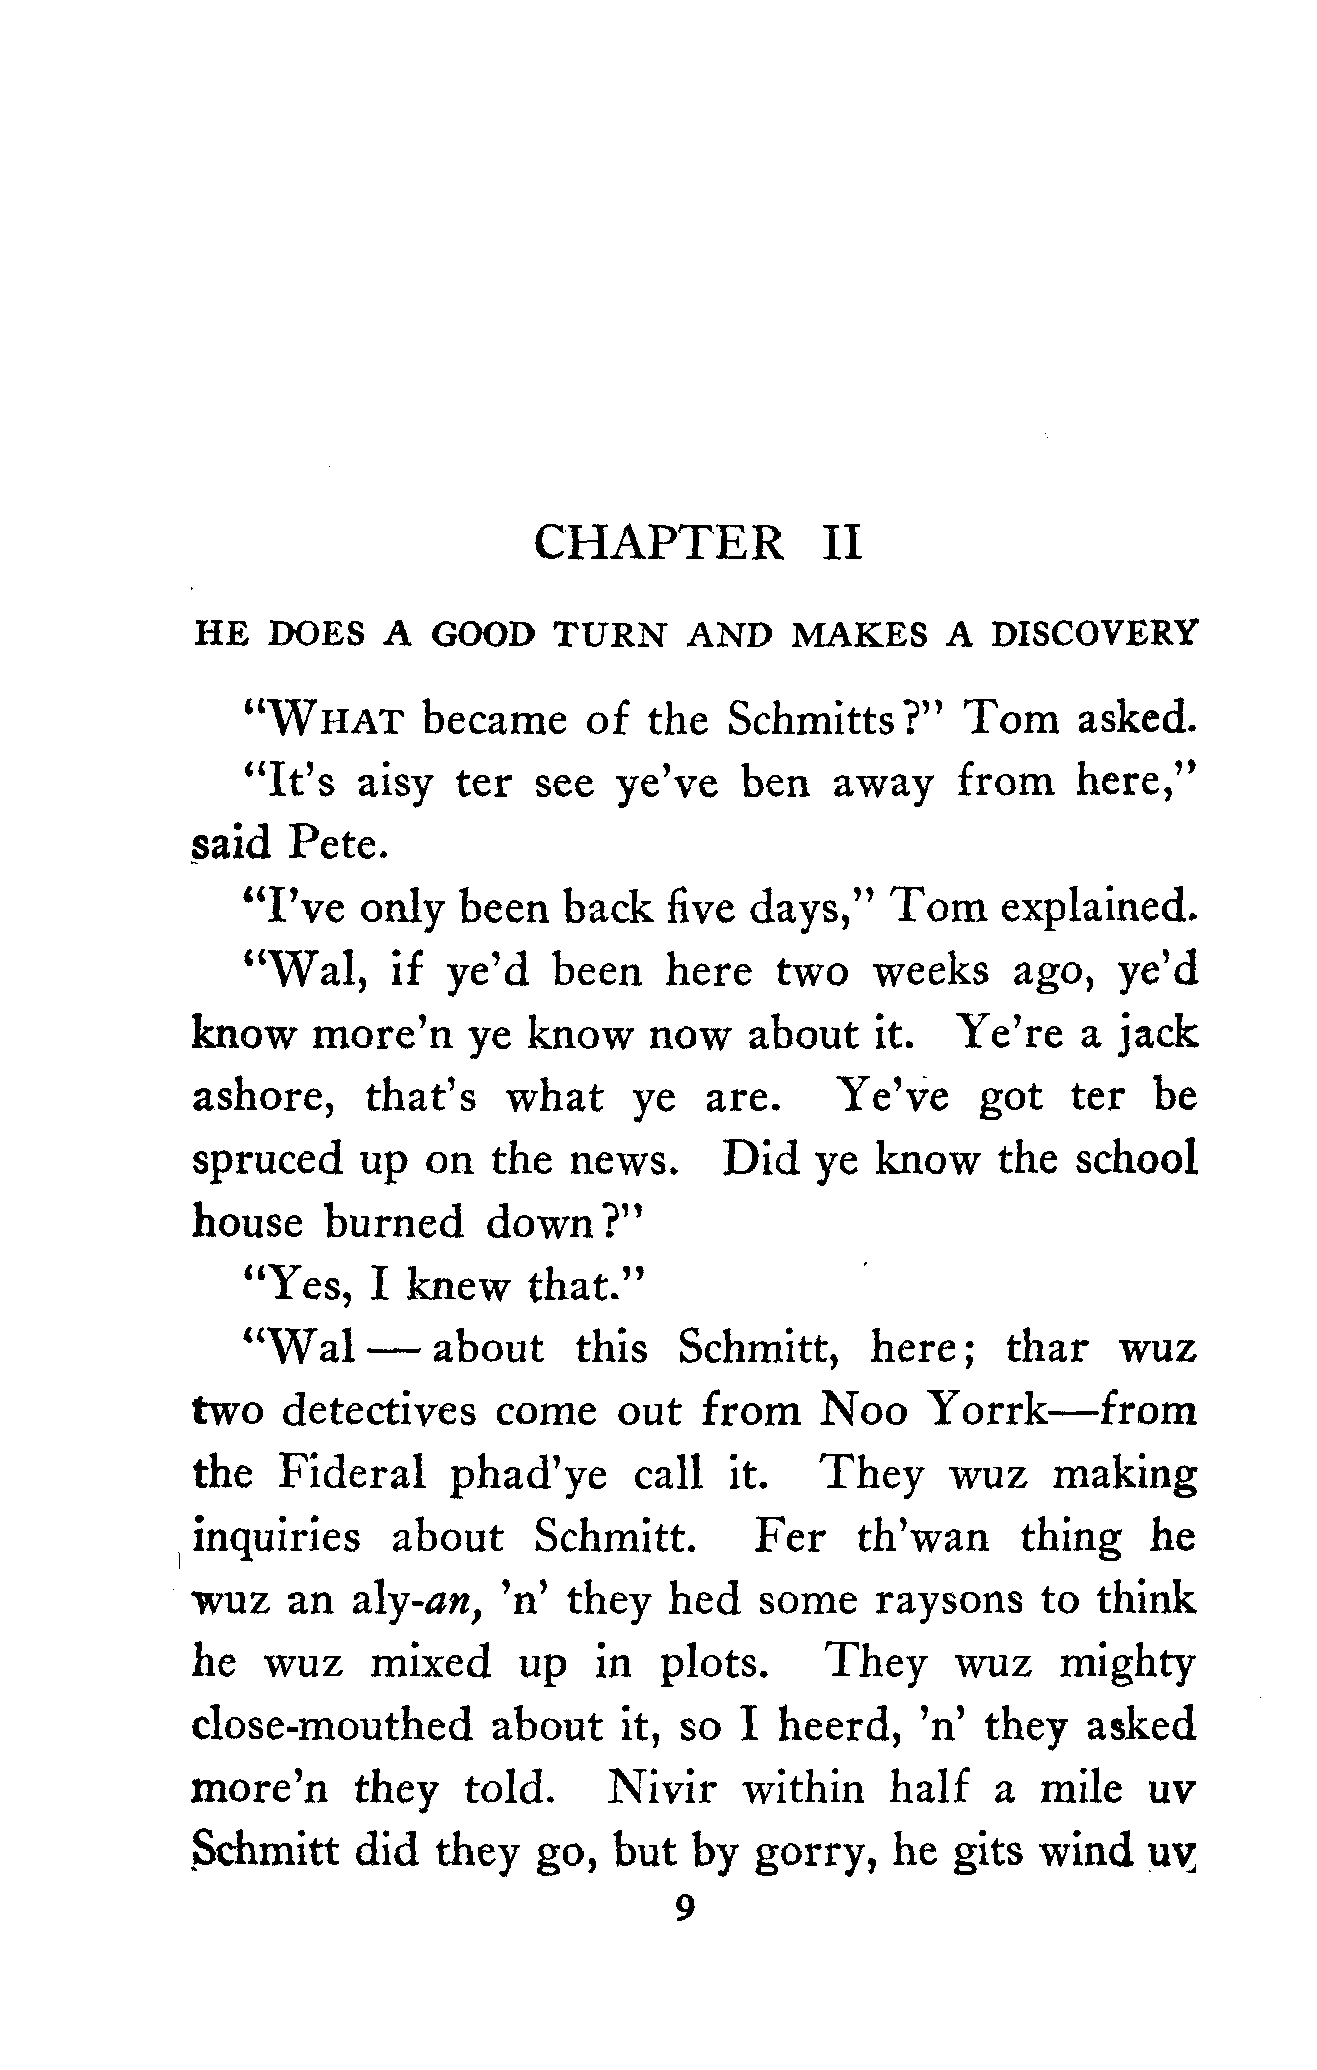 CHAPTER II
HE DOES A GOOD TURN AND MAKES A DISCOVERY
“WHAT became of the Schmitts?” Tom asked.
“It’s aisy ter see ye’ve ben away from here,”
said Pete.
“I’ve only been back five days,” Tom explained.
“Wal, if ye’d been here two weeks ago, ye’d
know more’n ye know now about it. Ye’re a jack
ashore, that’s what ye are. Ye’ve got ter be
spruced up on the news. Did ye know the school
house burned down?”
“Yes, I knew that.”
“Wal — about this Schmitt, here; thar wuz
two detectives come out from Noo Yorrk—from
the Fideral phad’ye call it. They wuz making
inquiries about Schmitt. Fer th’wan thing he
wuz an aly-an, ’n’ they hed some raysons to think
he wuz mixed up in plots. They wuz mighty
close-mouthed about it, so I heerd, ’n’ they asked
more’n they told. Nivir within half a mile uv
Schmitt did they go, but by gorry, he gits wind uv
9